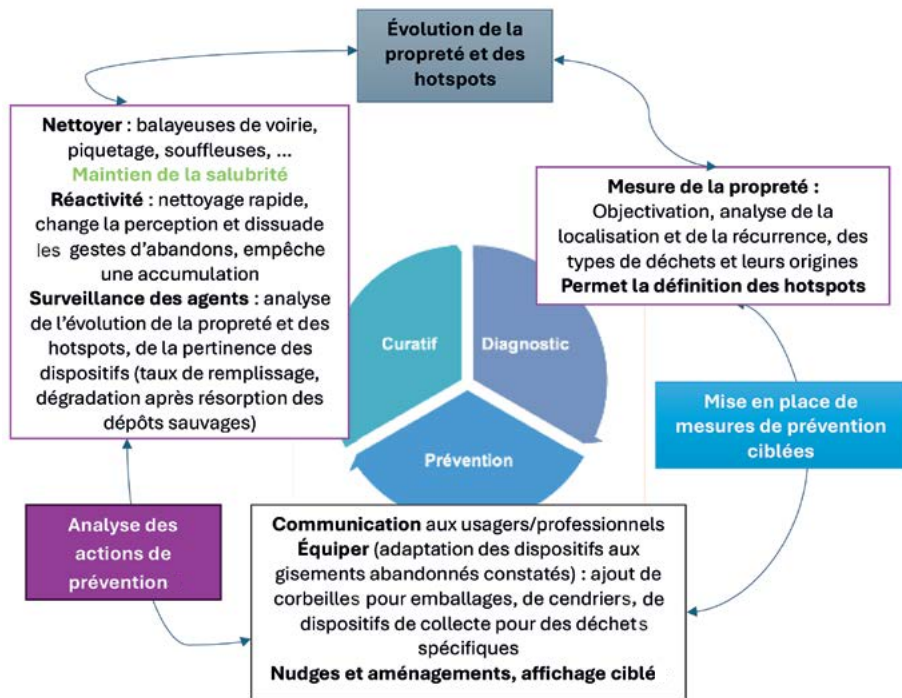 Évolution de la
propreté et des
hotspots
Nettoyer : balayeuses de voirie,
piquetage, souffleuses, ...
Maintien de la salubrité
Réactivité : nettoyage rapide,
change la perception et dissuade
les gestes d'abandons, empêche
une accumulation
Surveillance des agents : analyse
de l'évolution de la propreté et des
hotspots, de la pertinence des
dispositifs (taux de remplissage,
dégradation après résorption des
dépôts sauvages)
Mesure de la propreté :
Objectivation, analyse de la
localisation et de la récurrence, des
types de déchets et leurs origines
Permet la définition des hotspots
Curatif
Diagnostic
Prévention
Mise en place de
mesures de prévention
ciblées
Analyse des
actions de
prévention
Communication aux usagers/professionnels
Équiper (adaptation des dispositifs aux
gisements abandonnés constatés) : ajout de
corbeilles pour emballages, de cendriers, de
dispositifs de collecte pour des déchets
spécifiques
Nudges et aménagements, affichage ciblé